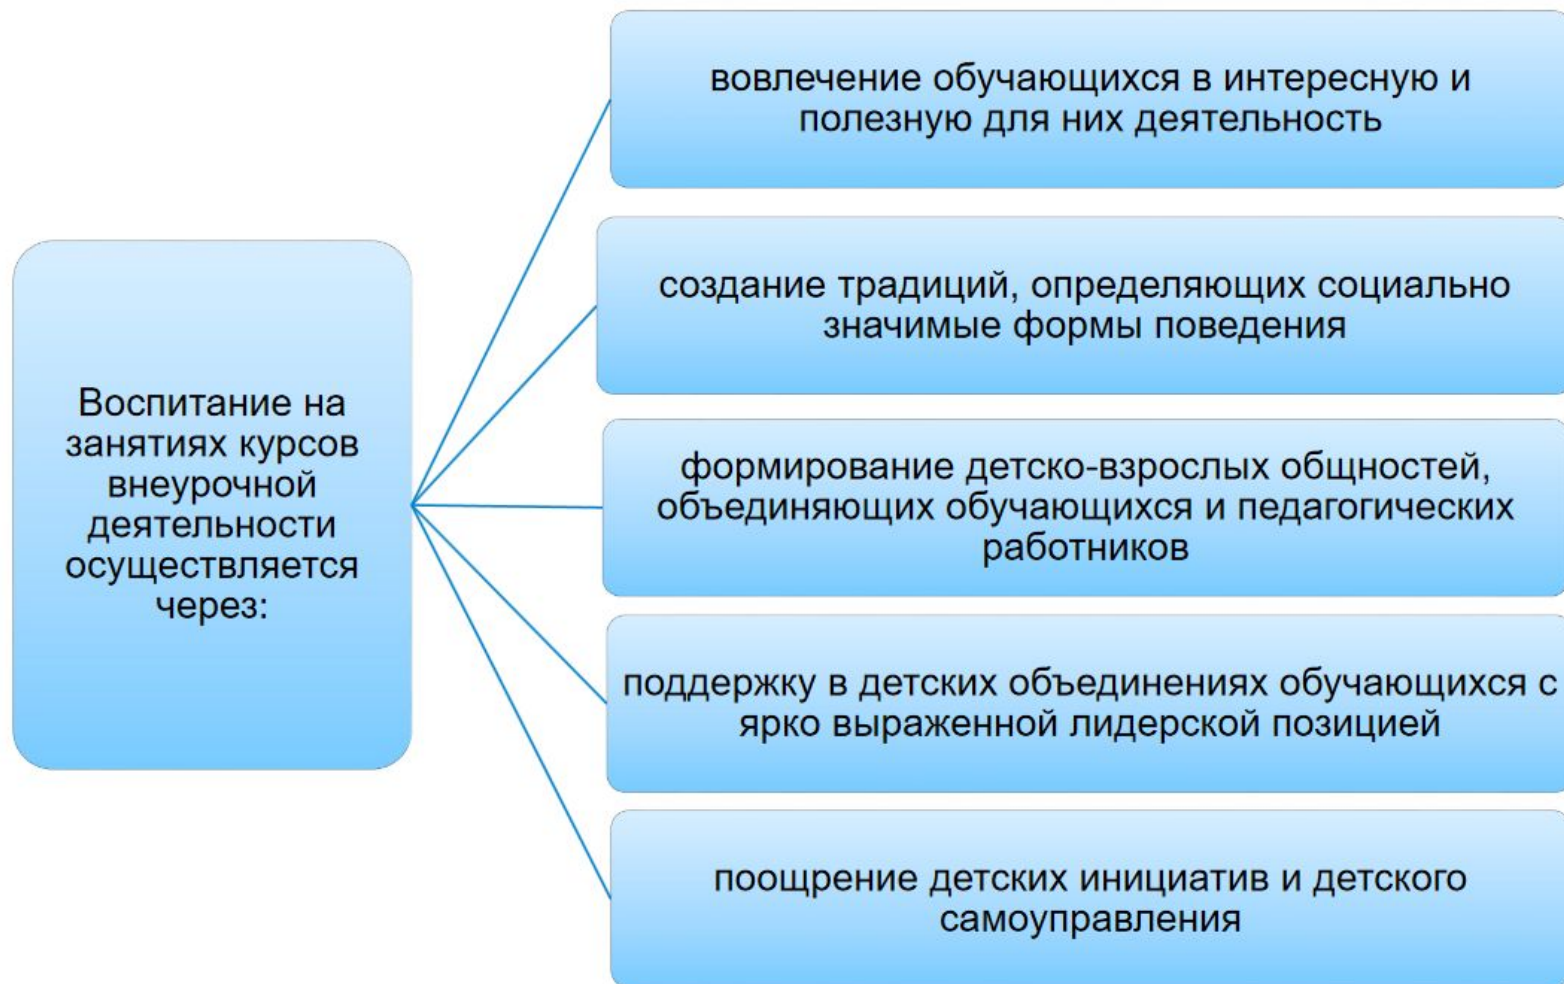 Воспитание на
занятиях курсов
внеурочной
деятельности
осуществляется
через:
вовлечение обучающихся в интересную и
полезную для них деятельность
создание традиций, определяющих социально
значимые формы поведения
формирование детско-взрослых общностей,
объединяющих обучающихся и педагогических
работников
поддержку в детских объединениях обучающихся с
ярко выраженной лидерской позицией
поощрение детских инициатив и детского
самоуправления